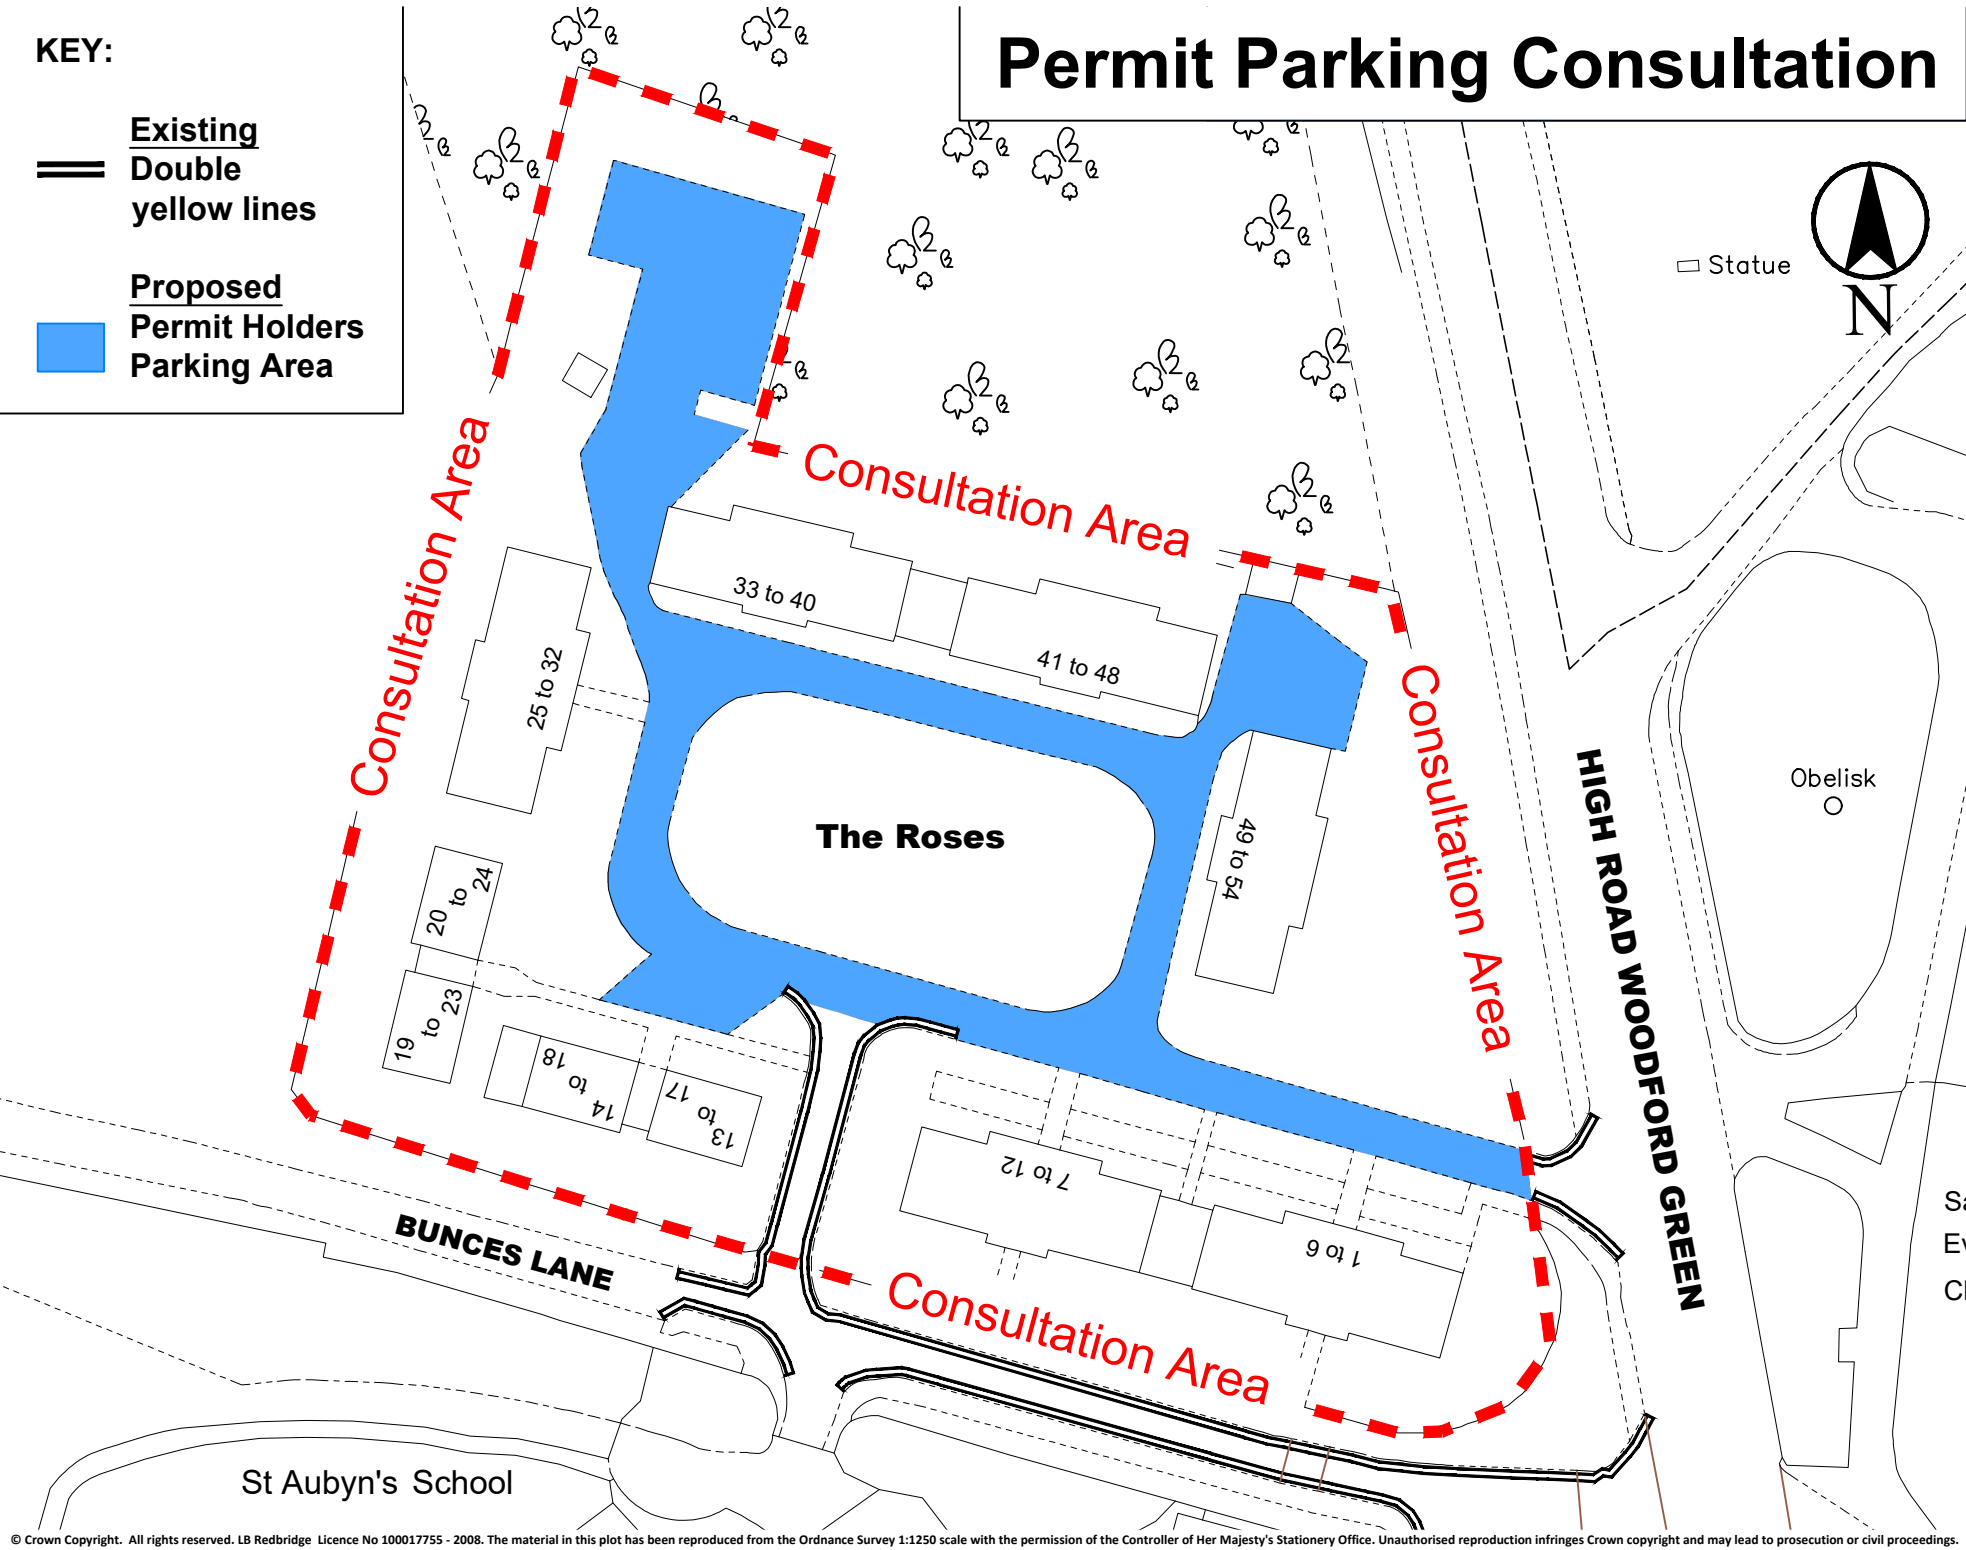 Permit Parking Consultation
KEY:
Existing
Double
yellow lines
Proposed
Permit Holders
Parking Area
Statue
N
Consultation Area
Consultation Area
33 to 40
41 to 48
25 to 32
Consultation Area
HIGH ROAD WOODFORD GREEN
Obelisk
The Roses
49 to 54
20
to
24
19
to
23
18
to
14
17
to
13
7 to 12
1 to 6
BUNCES LANE
Consultation Area
St Aubyn's School
© Crown Copyright. All rights reserved. LB Redbridge Licence No 100017755 - 2008. The material in this plot has been reproduced from the Ordnance Survey 1:1250 scale with the permission of the Controller of Her Majesty's Stationery Office. Unauthorised reproduction infringes Crown copyright and may lead to prosecution or civil proceedings.